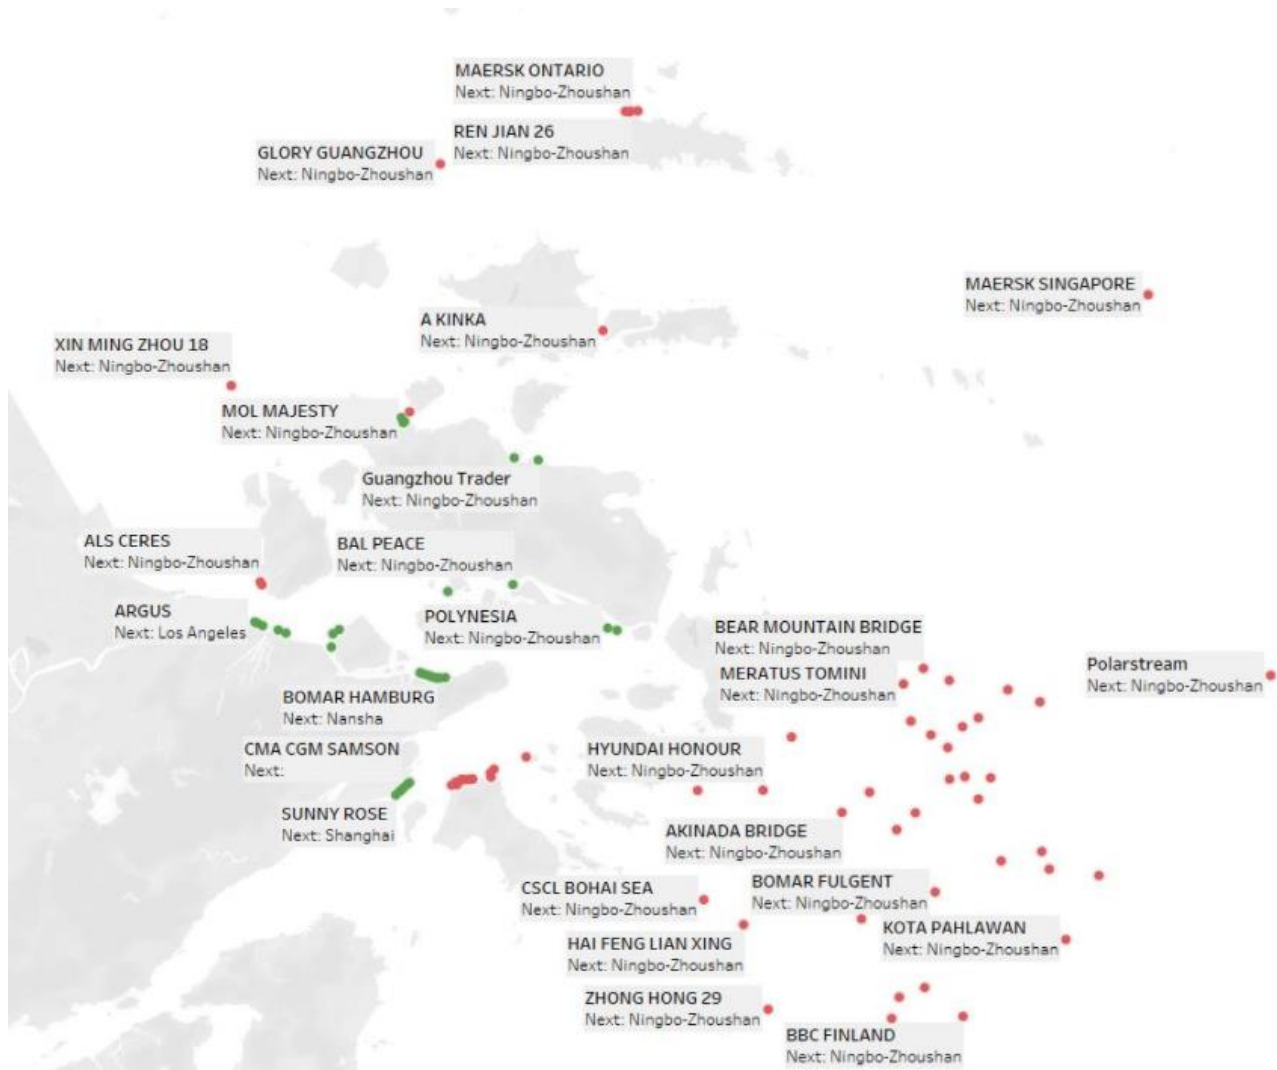 MAERSK ONTARIO
Next: Ningbo-Zhoushan
REN JIAN 26
Next: Ningbo-Zhoushan
GLORY GUANGZHOU
Next: Ningbo-Zhoushan
MAERSK SINGAPORE
Next: Ningbo-Zhoushan
A KINKA
Next: Ningbo-Zhoushan
XIN MING ZHOU 18
Next: Ningbo-Zhoushan
MOL MAJESTY
Next: Ningbo-Zhoushan
Guangzhou Trader
Next: Ningbo-Zhoushan
ALS CERES
Next: Ningbo-Zhoushan
BAL PEACE
Next: Ningbo-Zhoushan
ARGUS
Next: Los Angeles
POLYNESIA
Next: Ningbo-Zhoushan
BEAR MOUNTAIN BRIDGE
Next: Ningbo-Zhoushan
MERATUS TOMINI
Next: Ningbo-Zhoushan
Polarstream
Next: Ningbo-Zhoushan
BOMAR HAMBURG
Next: Nansha
CMA CGM SAMSON
Next:
HYUNDAI HONOUR
Next: Ningbo-Zhoushan
SUNNY ROSE
Next: Shanghai
AKINADA BRIDGE
Next: Ningbo-Zhoushan
CSCL BOHAI SEA
Next: Ningbo-Zhoushan
BOMAR FULGENT
Next: Ningbo-Zhoushan
KOTA PAHLAWAN
Next: Ningbo-Zhoushan
HAI FENG LIAN XING
Next: Ningbo-Zhoushan
ZHONG HONG 29
Next: Ningbo-Zhoushan
BBC FINLAND
Next: Ningbo-Zhoushan